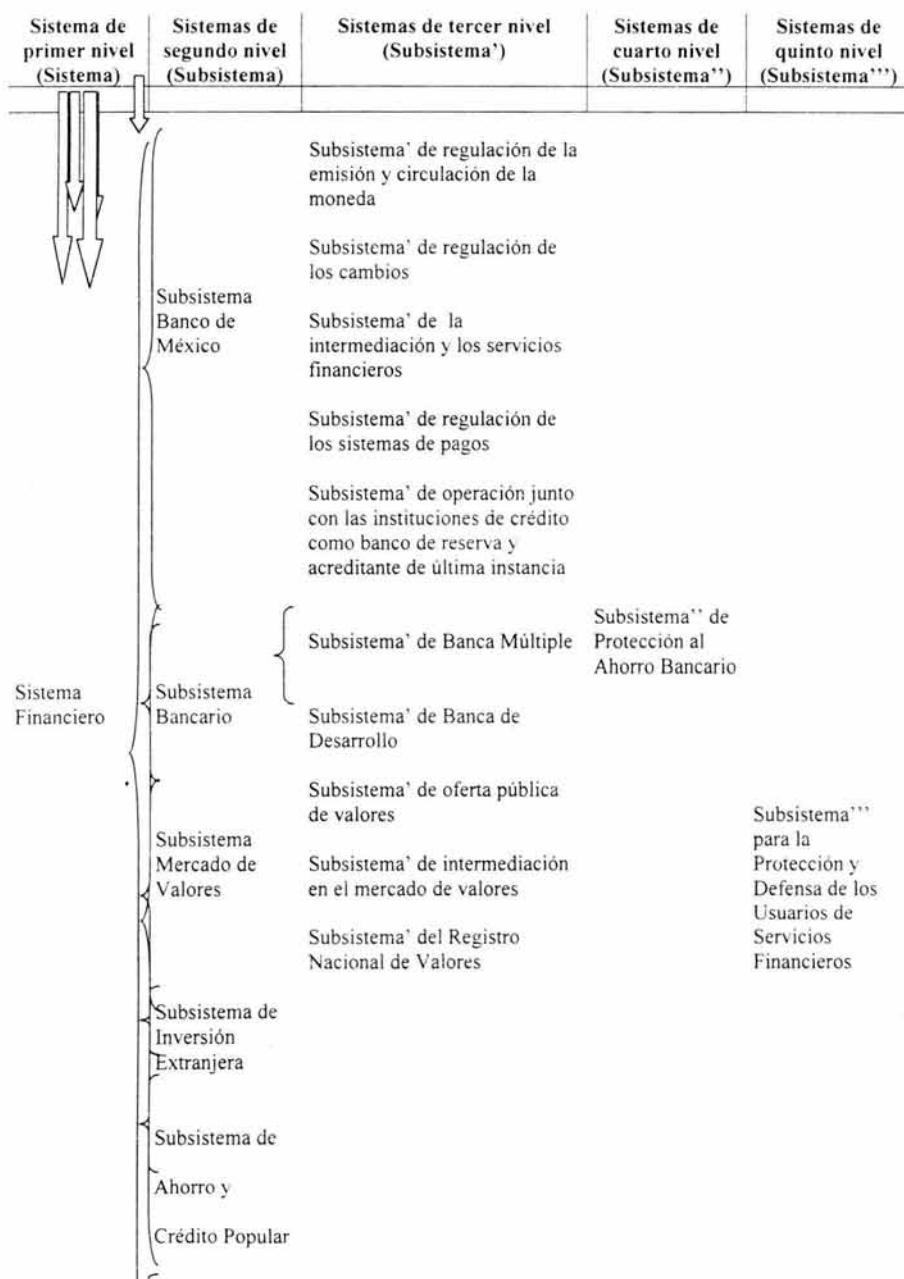 Sistema de primer nivel (Sistema)
Sistemas de segundo nivel (Subsistema)
Sistemas de tercer nivel (Subsistema')
Sistemas de cuarto nivel (Subsistema'')
Sistemas de quinto nivel (Subsistema''')
Sistema
Financiero
Subsistema
Banco de
México
Subsistema' de regulación de la
emisión y circulación de la
moneda
Subsistema' de regulación de
los cambios
Subsistema' de la
intermediación y los servicios
financieros
Subsistema' de regulación de
los sistemas de pagos
Subsistema' de operación junto
con las instituciones de crédito
como banco de reserva y
acreditante de última instancia
Subsistema
Bancario
Subsistema' de Banca Múltiple
Subsistema'' de
Protección al
Ahorro Bancario
Subsistema' de Banca de
Desarrollo
Subsistema
Mercado de
Valores
Subsistema' de oferta pública
de valores
Subsistema' de intermediación
en el mercado de valores
Subsistema' del Registro
Nacional de Valores
Subsistema'''
para la
Protección y
Defensa de los
Usuarios de
Servicios
Financieros
Subsistema de
Inversión
Extranjera
Subsistema de
Ahorro y
Crédito Popular